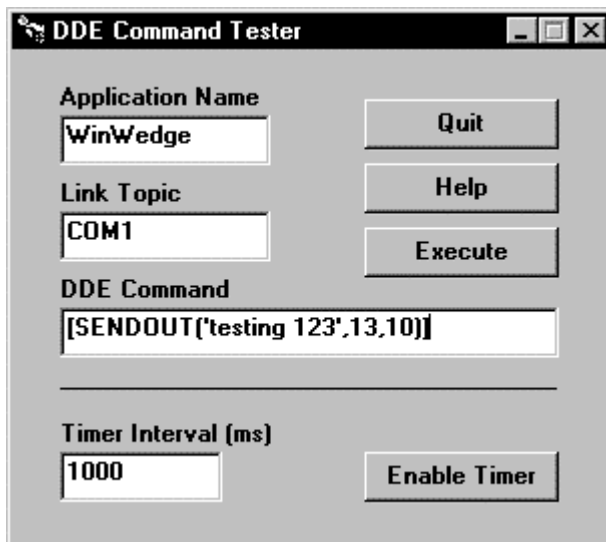 DDE Command Tester
Application Name
WinWedge
Quit
Link Topic
Help
COM1
Execute
DDE Command
[SENDOUT('testing 123',13,10)]
Timer Interval (ms)
1000
Enable Timer